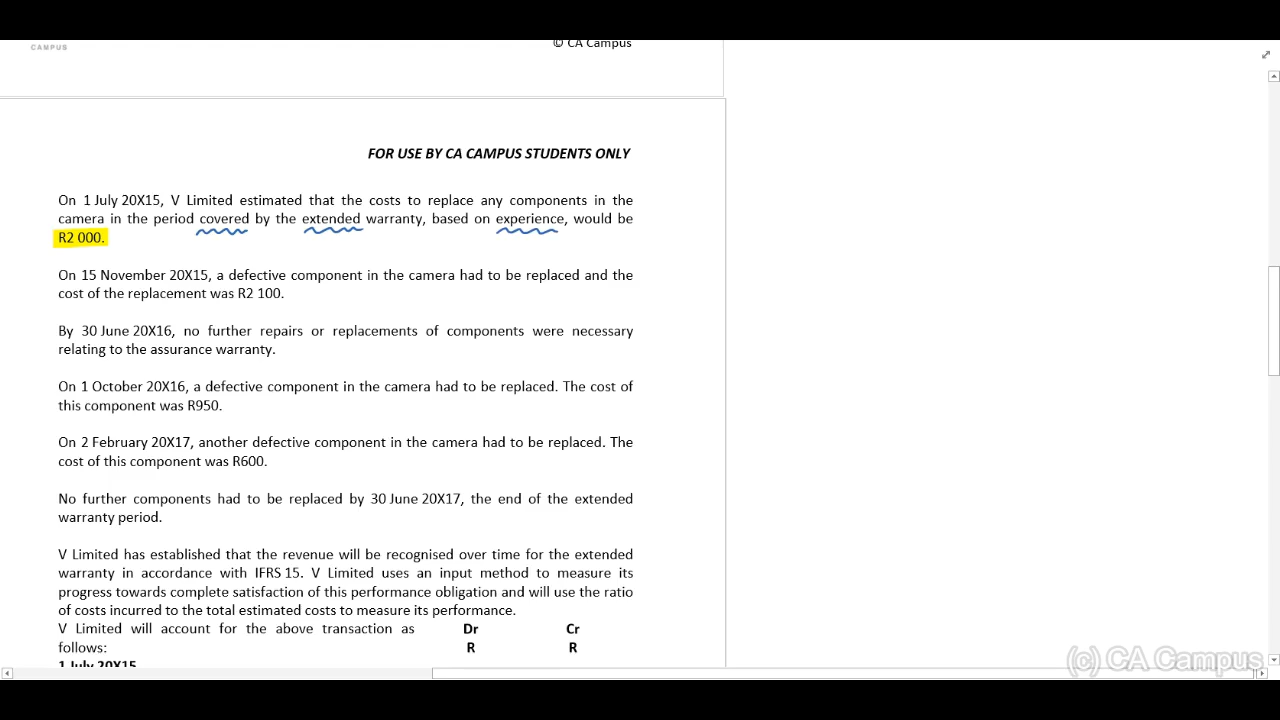 CAMPUS
© CA Campus
FOR USE BY CA CAMPUS STUDENTS ONLY
On 1 July 20X15, V Limited estimated that the costs to replace any components in the
camera in the period covered by the extended warranty, based on experience, would be
R2 000.
On 15 November 20X15, a defective component in the camera had to be replaced and the
cost of the replacement was R2 100.
By 30 June 20X16, no further repairs or replacements of components were necessary
relating to the assurance warranty.
On 1 October 20X16, a defective component in the camera had to be replaced. The cost of
this component was R950.
On 2 February 20X17, another defective component in the camera had to be replaced. The
cost of this component was R600.
No further components had to be replaced by 30 June 20X17, the end of the extended
warranty period.
V Limited has established that the revenue will be recognised over time for the extended
warranty in accordance with IFRS 15. V Limited uses an input method to measure its
progress towards complete satisfaction of this performance obligation and will use the ratio
of costs incurred to the total estimated costs to measure its performance.
V Limited will account for the above transaction as Dr Cr
follows: R R
1 July 20X15
(c) CA Campus